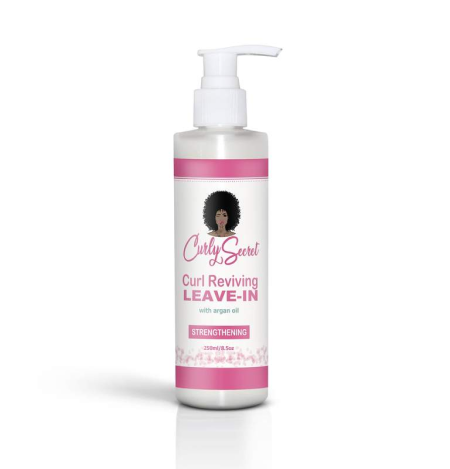 Curly Secret
Curl Reviving
LEAVE-IN
with argan oil
STRENGTHENING
250ml/8.5oz